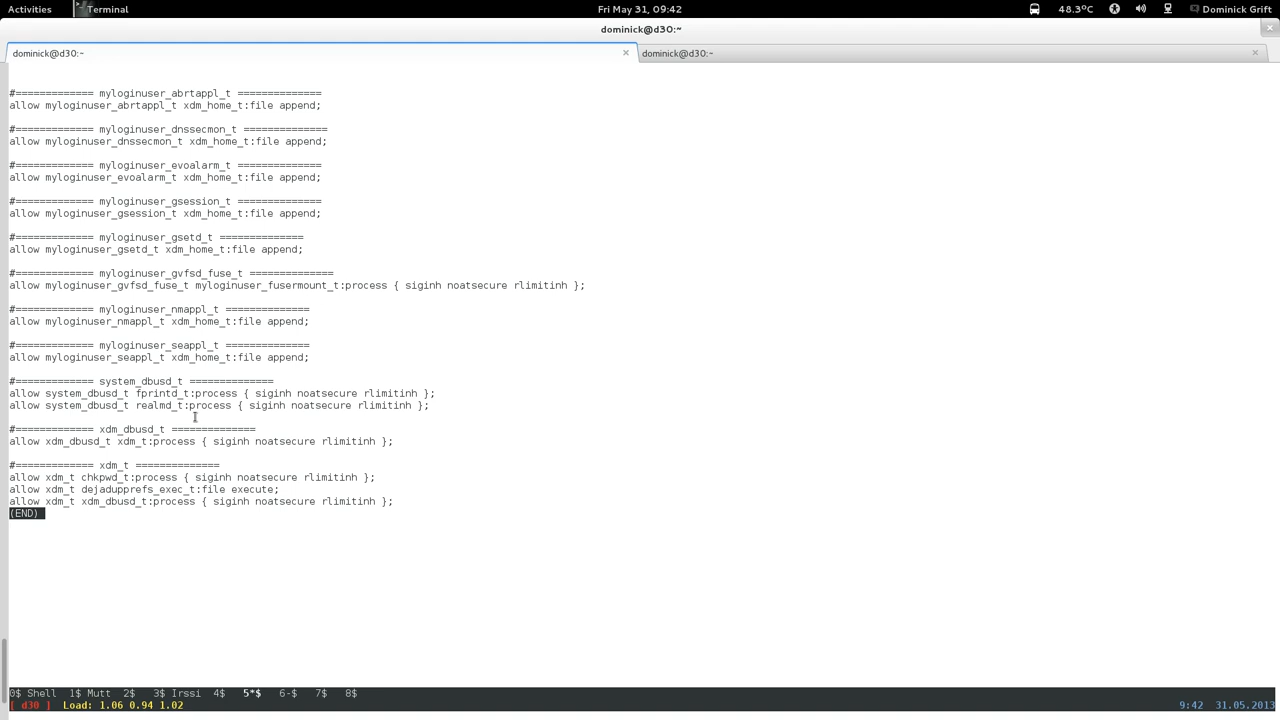 Activities Terminal Fri May 31, 09:42 48.3ºC Dominick Grift
dominick@d30:~
dominick@d30:~ dominick@d30:~
#============= myloginuser_abrtappl_t ==============
allow myloginuser_abrtappl_t xdm_home_t:file append;
#============= myloginuser_dnssecmon_t ==============
allow myloginuser_dnssecmon_t xdm_home_t:file append;
#============= myloginuser_evoalarm_t ==============
allow myloginuser_evoalarm_t xdm_home_t:file append;
#============= myloginuser_gsession_t ==============
allow myloginuser_gsession_t xdm_home_t:file append;
#============= myloginuser_gsetd_t ==============
allow myloginuser_gsetd_t xdm_home_t:file append;
#============= myloginuser_gvfsd_fuse_t ==============
allow myloginuser_gvfsd_fuse_t myloginuser_fusermount_t:process { siginh noatsecure rlimitinh };
#============= myloginuser_nmappl_t ==============
allow myloginuser_nmappl_t xdm_home_t:file append;
#============= myloginuser_seappl_t ==============
allow myloginuser_seappl_t xdm_home_t:file append;
#============= system_dbusd_t ==============
allow system_dbusd_t fprintd_t:process { siginh noatsecure rlimitinh };
allow system_dbusd_t realmd_t:process { siginh noatsecure rlimitinh };
#============= xdm_dbusd_t ==============
allow xdm_dbusd_t xdm_t:process { siginh noatsecure rlimitinh };
#============= xdm_t ==============
allow xdm_t chkpwd_t:process { siginh noatsecure rlimitinh };
allow xdm_t dejadupprefs_exec_t:file execute;
allow xdm_t xdm_dbusd_t:process { siginh noatsecure rlimitinh };
(END)
0$ Shell 1$ Mutt 2$ 3$ Irssi 4$ 5*$ 6-$ 7$ 8$
[ d30 ] Load: 1.06 0.94 1.02 9:42 31.05.2013